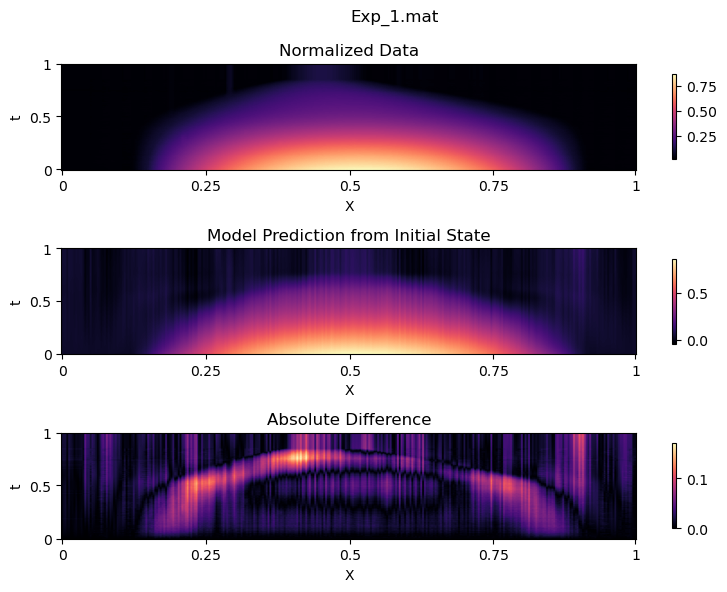 Exp_1.mat
Normalized Data
1
0.5
0
t
0 0.25 0.5 0.75 1
X
0.75
0.50
0.25
Model Prediction from Initial State
1
0.5
0
t
0 0.25 0.5 0.75 1
X
0.5
0.0
Absolute Difference
1
0.5
0
t
0 0.25 0.5 0.75 1
X
0.1
0.0